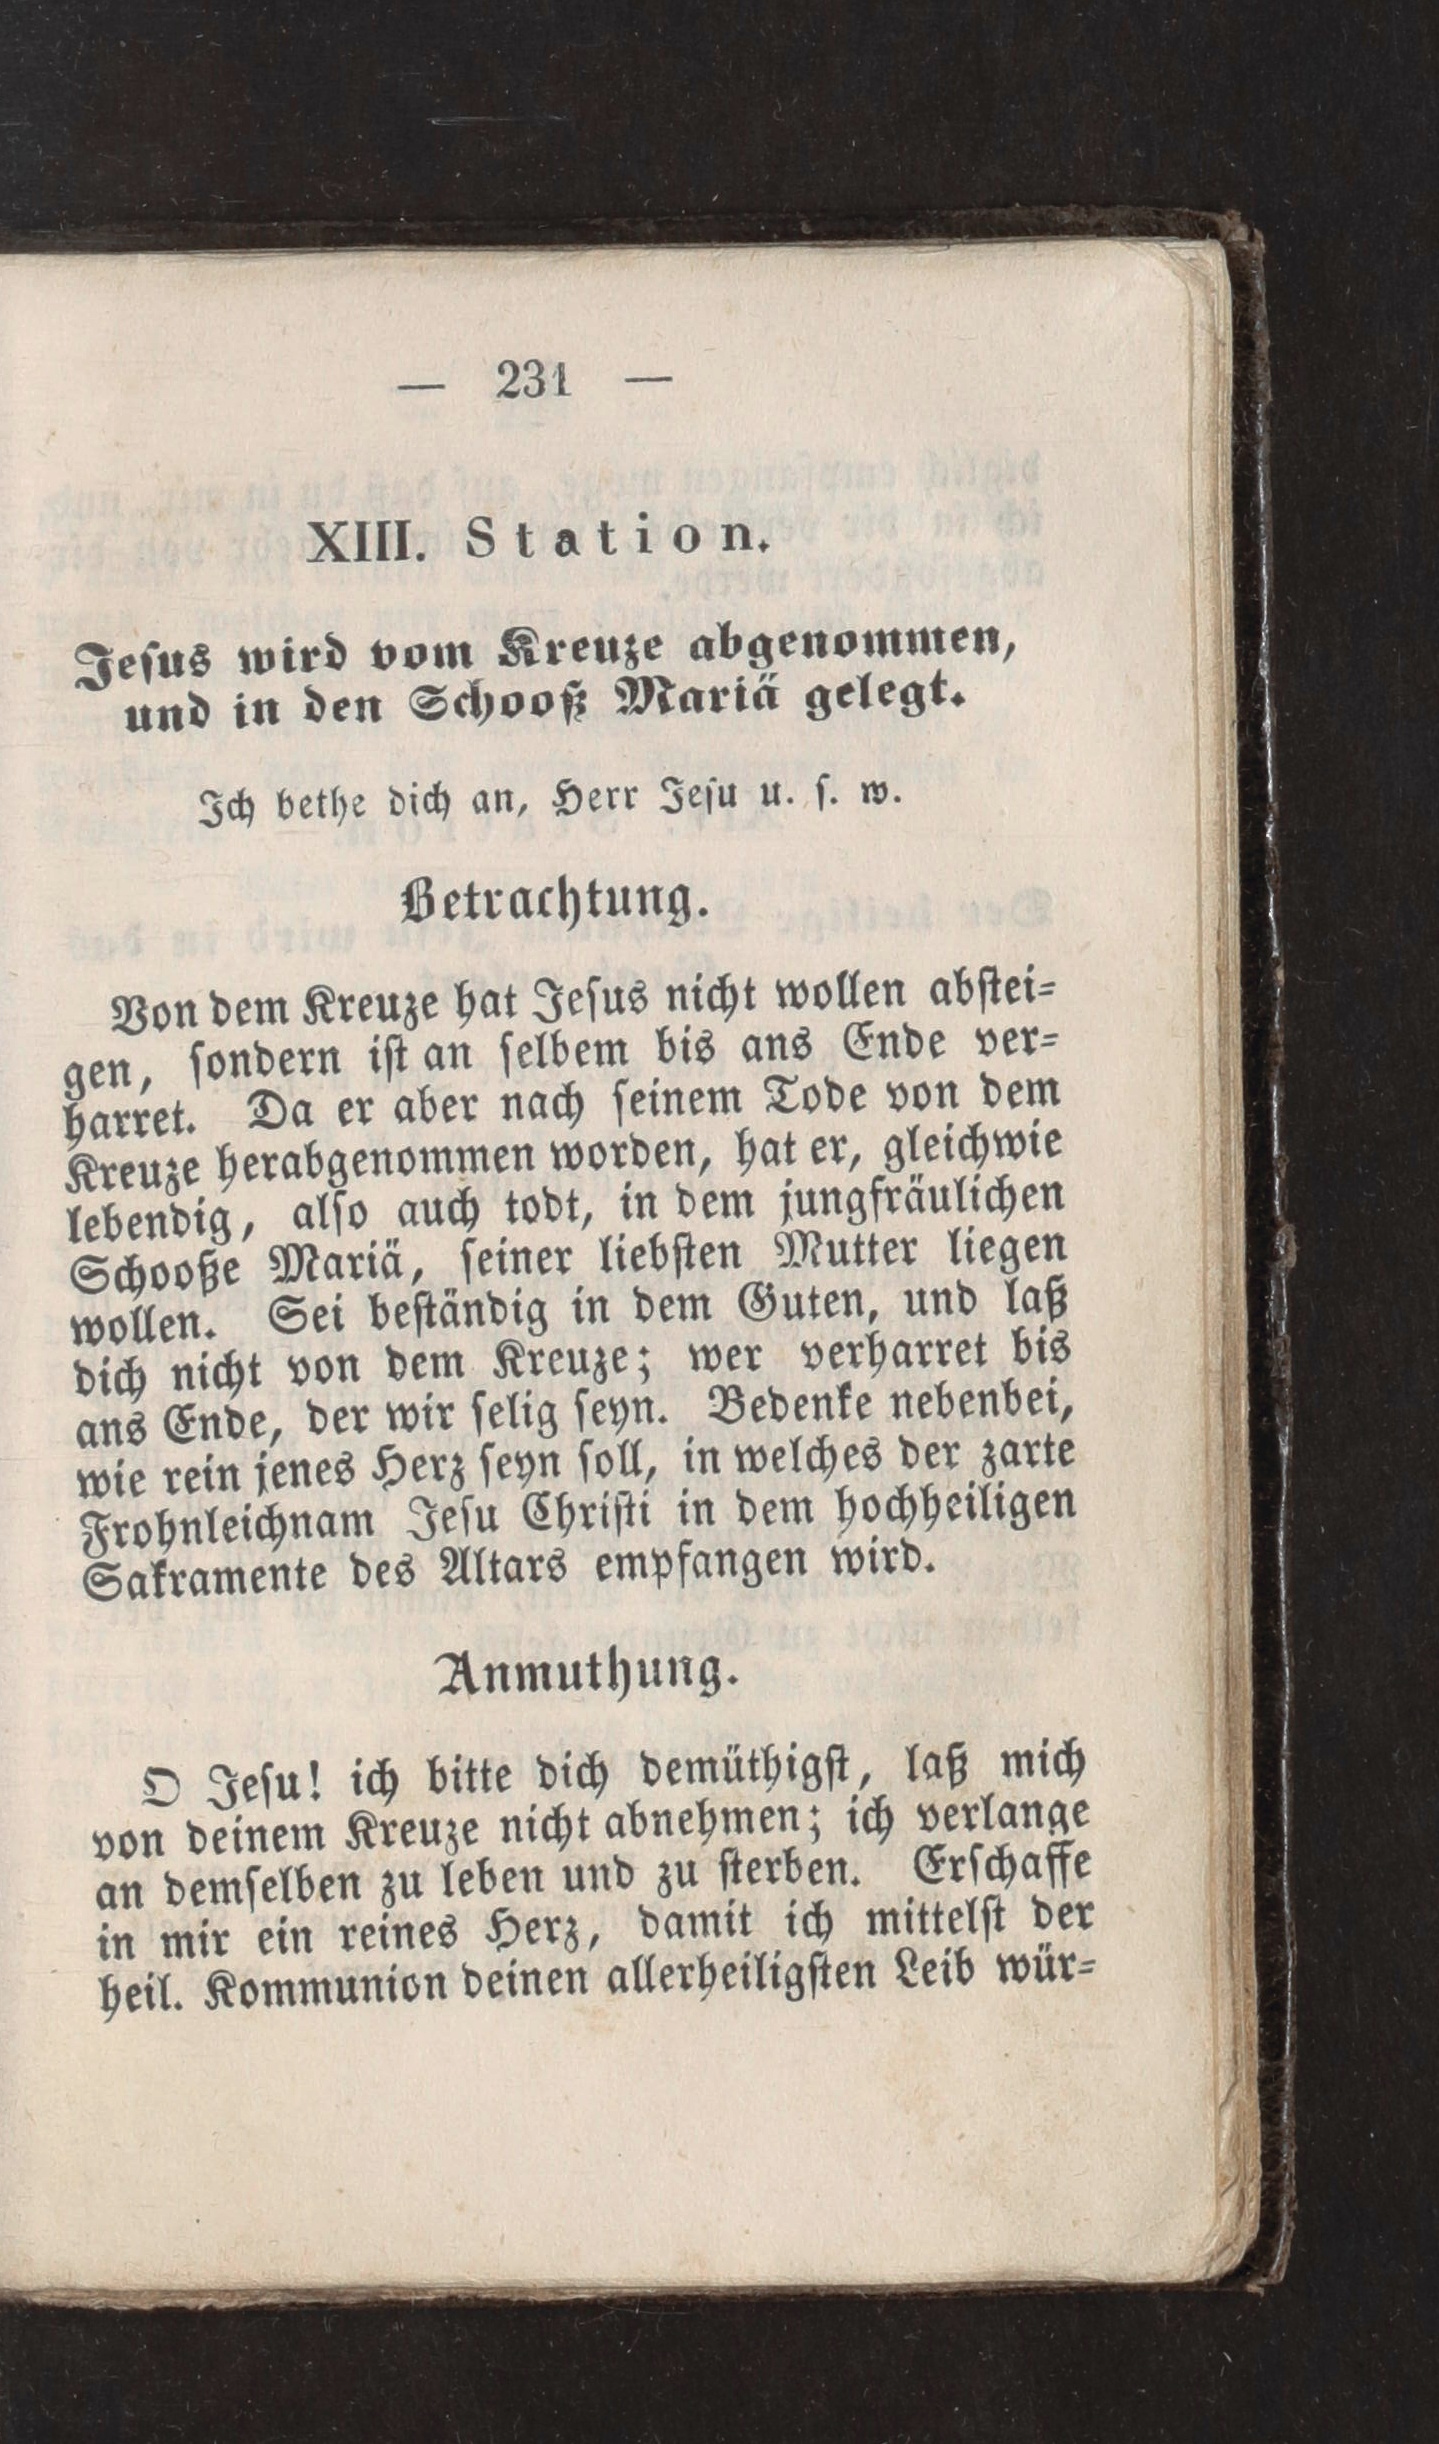 — 231 —
XIII. Station.
Jesus wird vom Kreuze abgenommen,
und in den Schooß Mariä gelegt.
Ich bethe dich an, Herr Jesu u. s. w.
Betrachtung.
Von dem Kreuze hat Jesus nicht wollen abstei-
gen, sondern ist an selbem bis ans Ende ver-
harret. Da er aber nach seinem Tode von dem
Kreuze herabgenommen worden, hat er, gleichwie
lebendig, also auch todt, in dem jungfräulichen
Schooße Mariä, seiner liebsten Mutter liegen
wollen. Sei beständig in dem Guten, und laß
dich nicht von dem Kreuze; wer verharret bis
ans Ende, der wir selig seyn. Bedenke nebenbei,
wie rein jenes Herz seyn soll, in welches der zarte
Frohnleichnam Jesu Christi in dem hochheiligen
Sakramente des Altars empfangen wird.
Anmuthung.
O Jesu! ich bitte dich demüthigst, laß mich
von deinem Kreuze nicht abnehmen; ich verlange
an demselben zu leben und zu sterben. Erschaffe
in mir ein reines Herz, damit ich mittelst der
heil. Kommunion deinen allerheiligsten Leib wür-